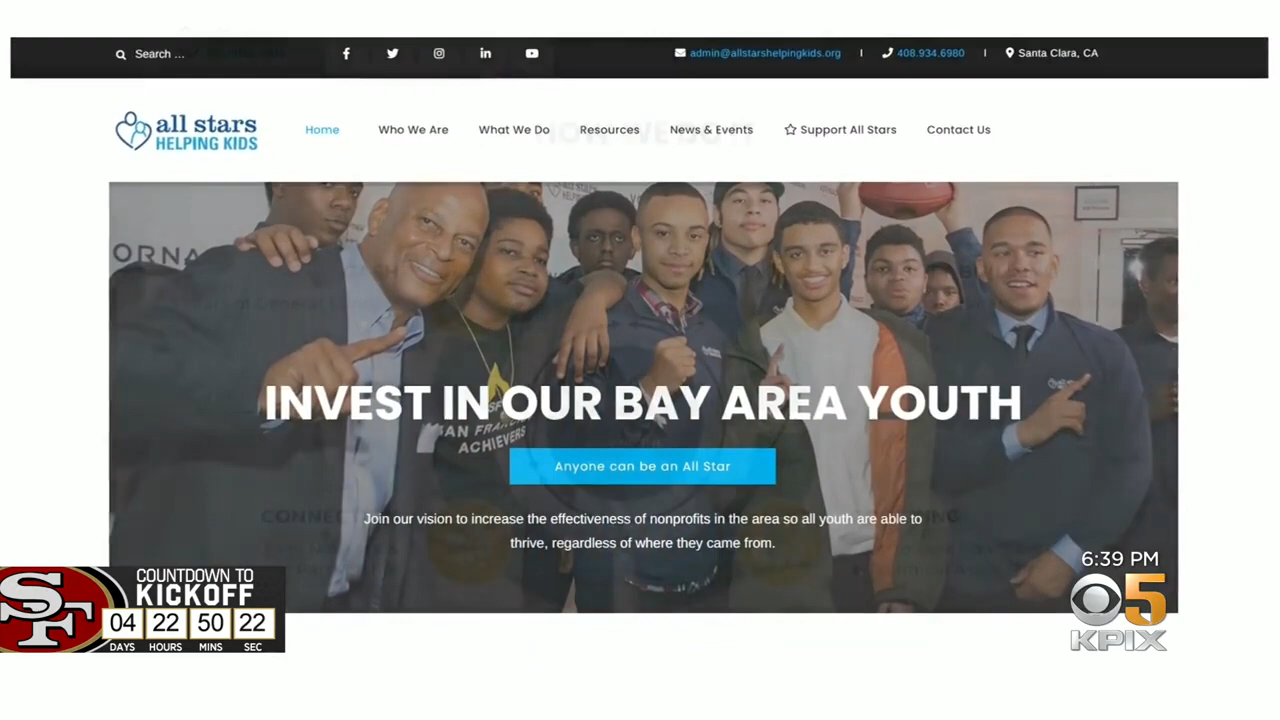 Search ...
admin@allstarshelpingkids.org | 408.934.6980 | Santa Clara, CA
all stars
HELPING KIDS
Home Who We Are What We Do Resources News & Events Support All Stars Contact Us
ORNA
INVEST IN OUR BAY AREA YOUTH
SAN FRAN
ACHIEVERS
Anyone can be an All Star
Join our vision to increase the effectiveness of nonprofits in the area so all youth are able to
thrive, regardless of where they came from.
6:39 PM
5
KPIX
SF
COUNTDOWN TO
KICKOFF
04 22 50 22
DAYS HOURS MINS SEC